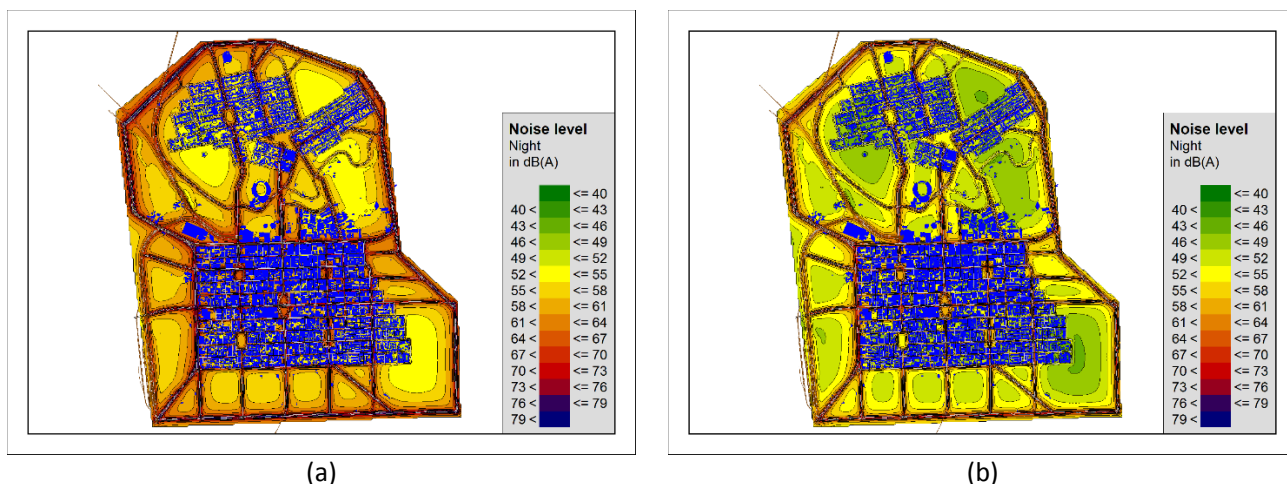 Noise level
Night
in dB(A)
<= 40
40 < <= 43
43 < <= 46
46 < <= 49
49 < <= 52
52 < <= 55
55 < <= 58
58 < <= 61
61 < <= 64
64 < <= 67
67 < <= 70
70 < <= 73
73 < <= 76
76 < <= 79
79 <
(a)
Noise level
Night
in dB(A)
<= 40
40 < <= 43
43 < <= 46
46 < <= 49
49 < <= 52
52 < <= 55
55 < <= 58
58 < <= 61
61 < <= 64
64 < <= 67
67 < <= 70
70 < <= 73
73 < <= 76
76 < <= 79
79 <
(b)